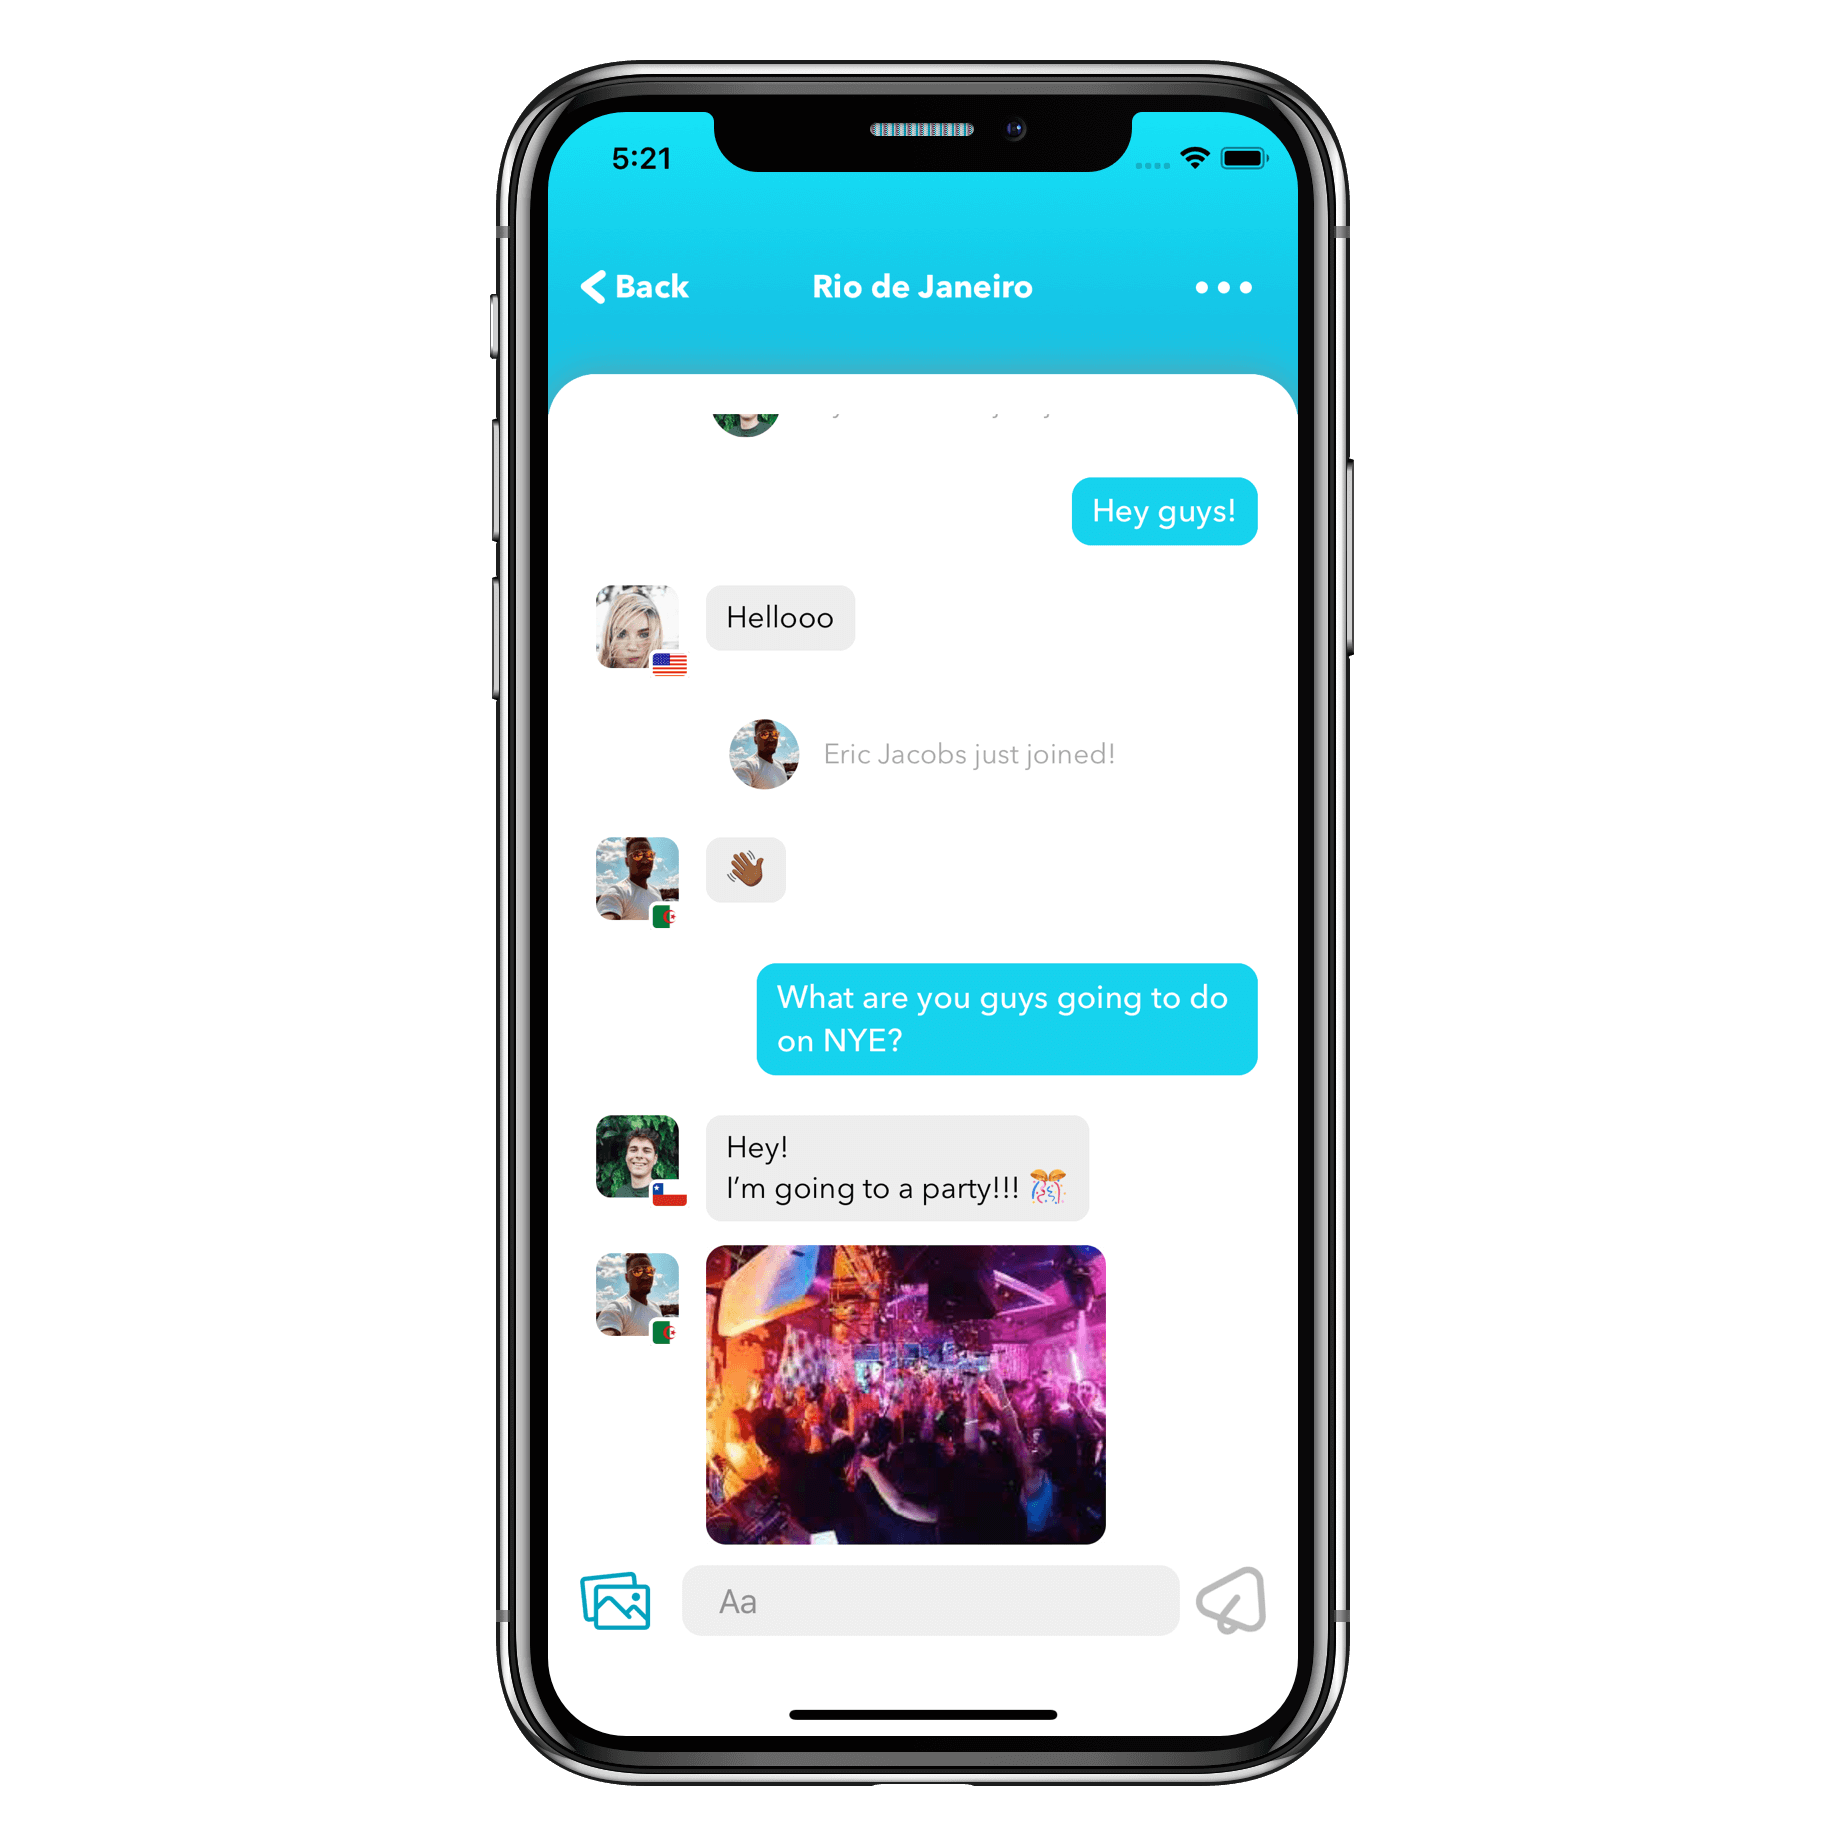 5:21
Back
Rio de Janeiro
Hey guys!
Hellooo
Eric Jacobs just joined!
👋🏾
What are you guys going to do
on NYE?
Hey!
I’m going to a party!!! 🎊
Aa